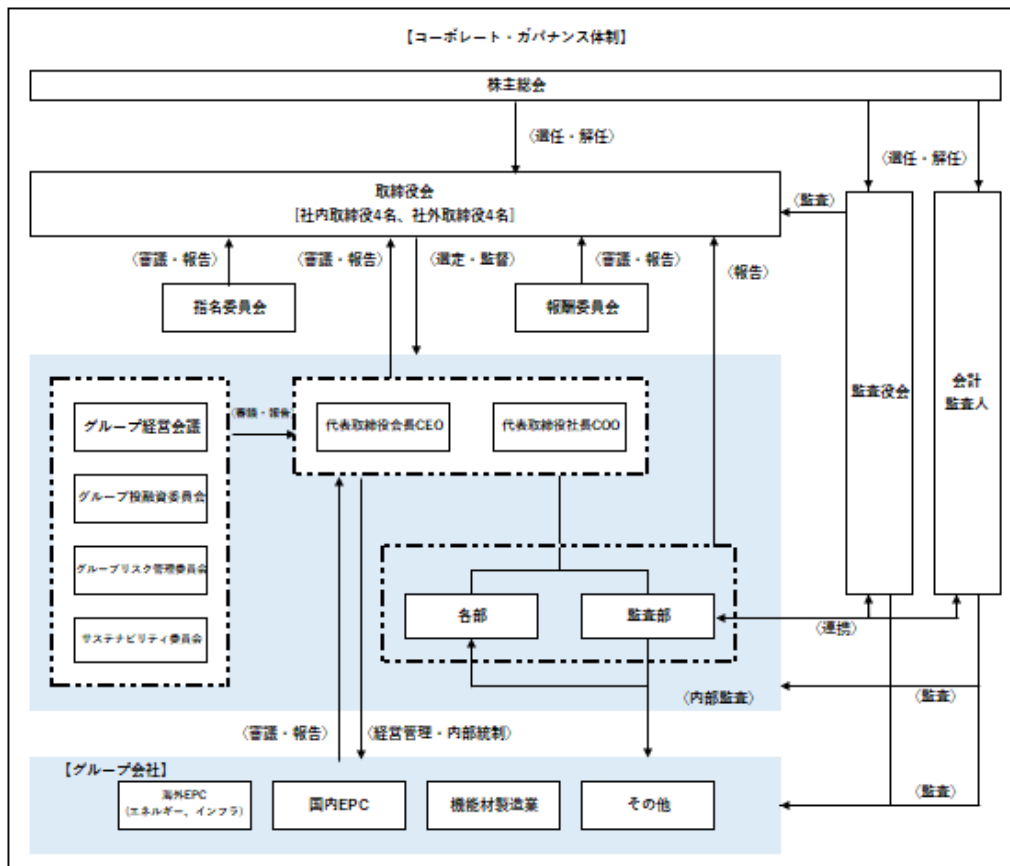 【コーポレート・ガバナンス体制】
株主総会
〈選任・解任〉
〈選任・解任〉
取締役会
[社内取締役4名、社外取締役4名]
〈監査〉
〈審議・報告〉
〈審議・報告〉
〈選定・監督〉
〈審議・報告〉
〈報告〉
指名委員会
報酬委員会
監査役会
会計
監査人
グループ経営会議
〈審議・報告
代表取締役会長CEO
代表取締役社長COO
グループ投融資委員会
グループリスク管理委員会
サステナビリティ委員会
各部
監査部
〈連携〉
〈内部監査〉
〈監査〉
〈審議・報告〉
〈経営管理・内部統制〉
【グループ会社】
海外EPC
(エネルギー、インフラ)
国内EPC
機能材製造業
その他
〈監査〉